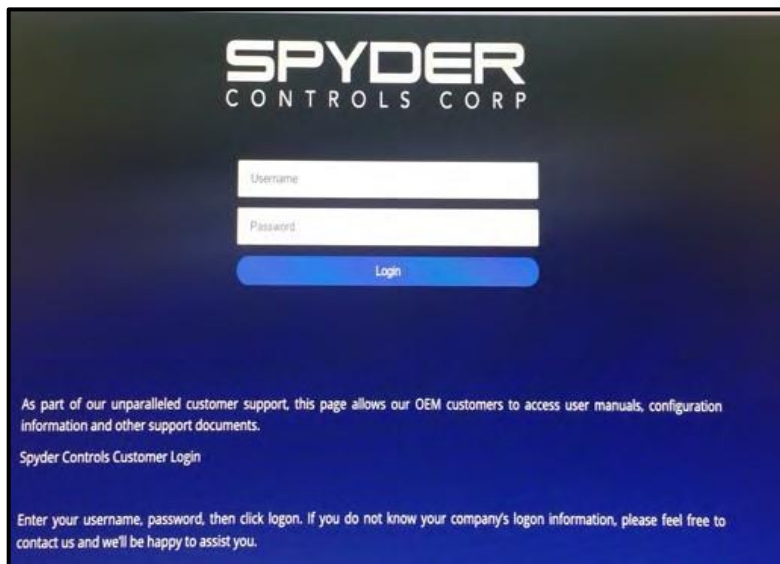 SPYDER
CONTROLS CORP
Username
Password
Login
As part of our unparalleled customer support, this page allows our OEM customers to access user manuals, configuration
information and other support documents.
Spyder Controls Customer Login
Enter your username, password, then click logon. If you do not know your company's logon information, please feel free to
contact us and we'll be happy to assist you.